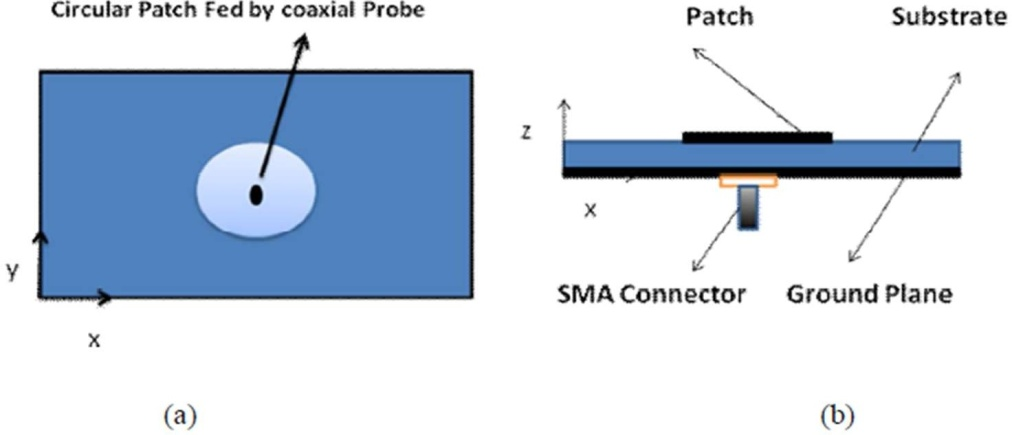 Circular Patch Fed by coaxial Probe
y
x
(a)
Patch
Substrate
z
x
SMA Connector
Ground Plane
(b)